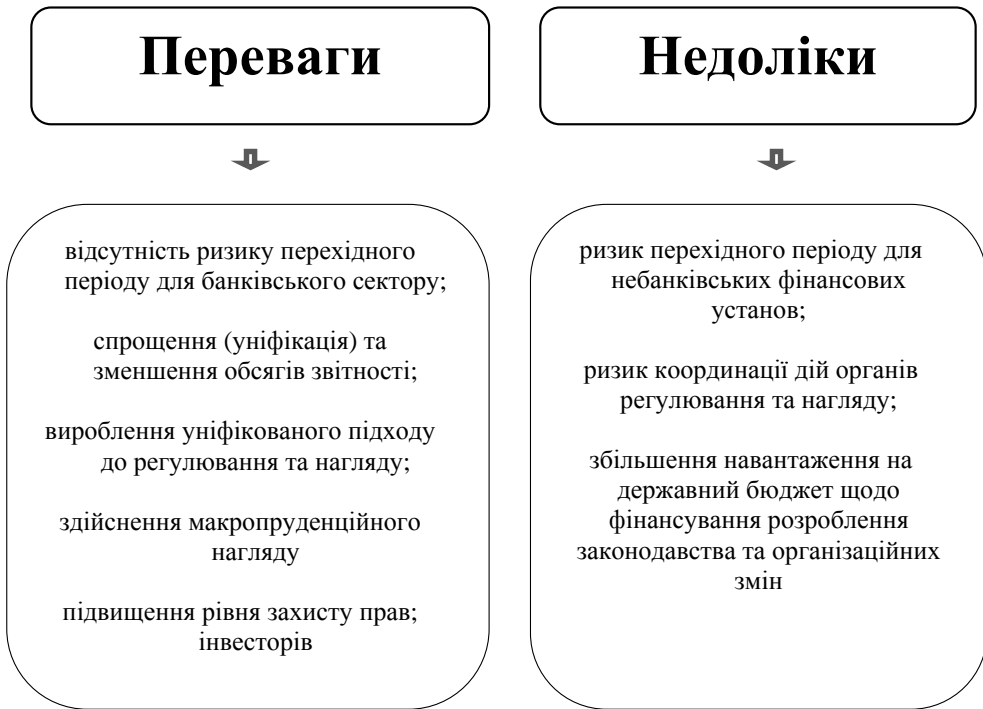 Переваги
Недоліки
відсутність ризику перехідного
періоду для банківського сектору;
спрощення (уніфікація) та
зменшення обсягів звітності;
вироблення уніфікованого підходу
до регулювання та нагляду;
здійснення макропруденційного
нагляду
підвищення рівня захисту прав;
інвесторів
ризик перехідного періоду для
небанківських фінансових
установ;
ризик координації дій органів
регулювання та нагляду;
збільшення навантаження на
державний бюджет щодо
фінансування розроблення
законодавства та організаційних
змін